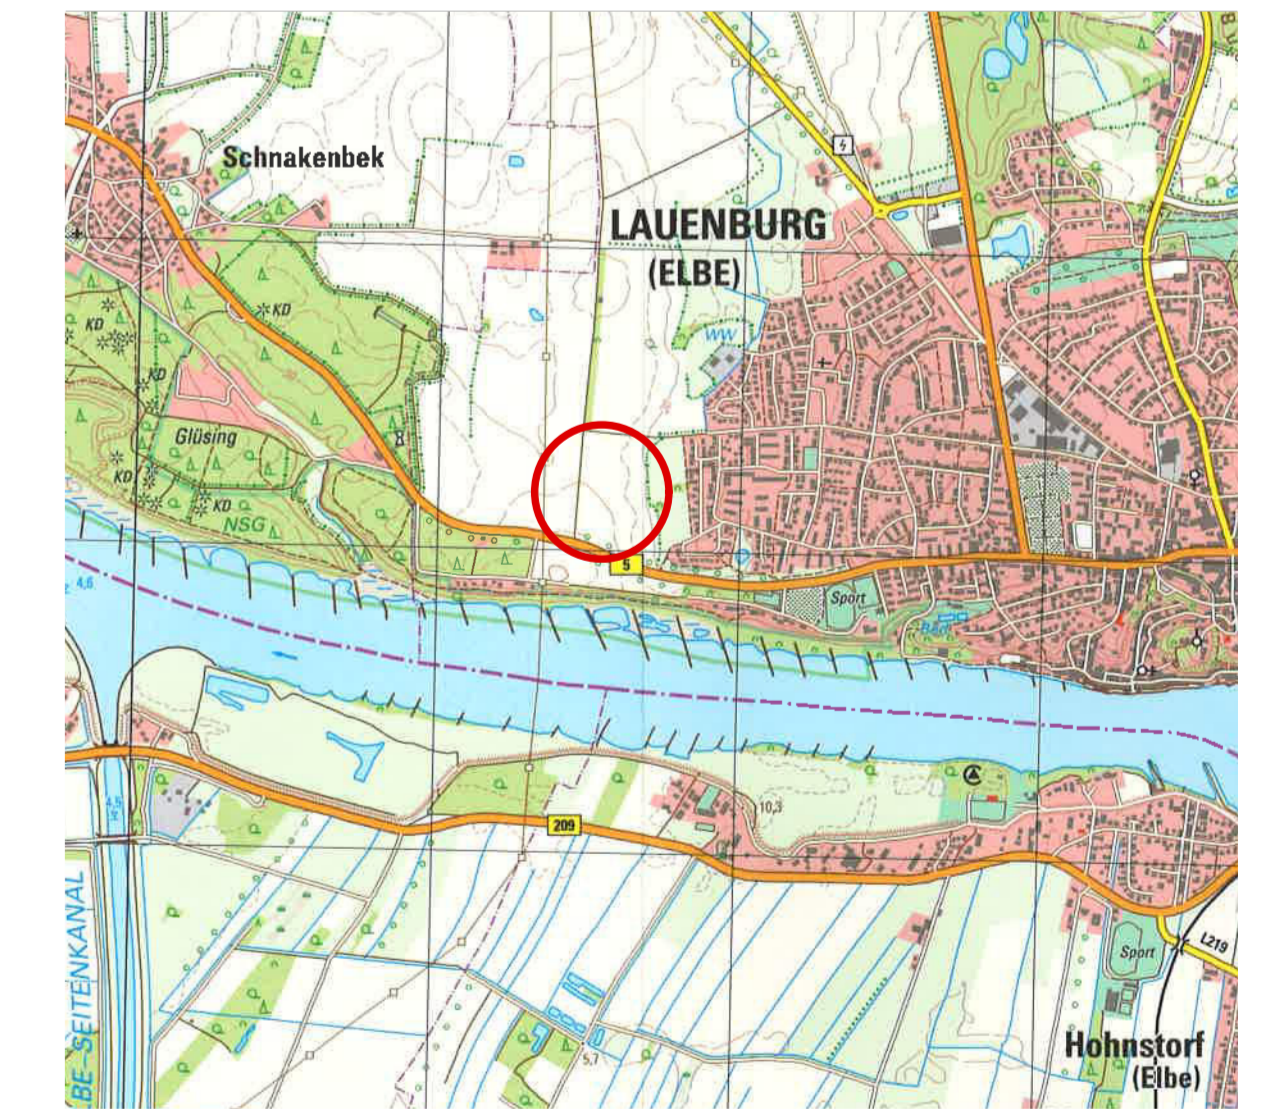 Schnakenbek
LAUENBURG
(ELBE)
KD
KD
WW
KD
Glüsing
KD
KD
NSG
5
4,6
Sport
Bad
4,5
10,3
209
L219
Sport
BE-SEITENKANAL
5,7
Hohnstorf
(Elbe)